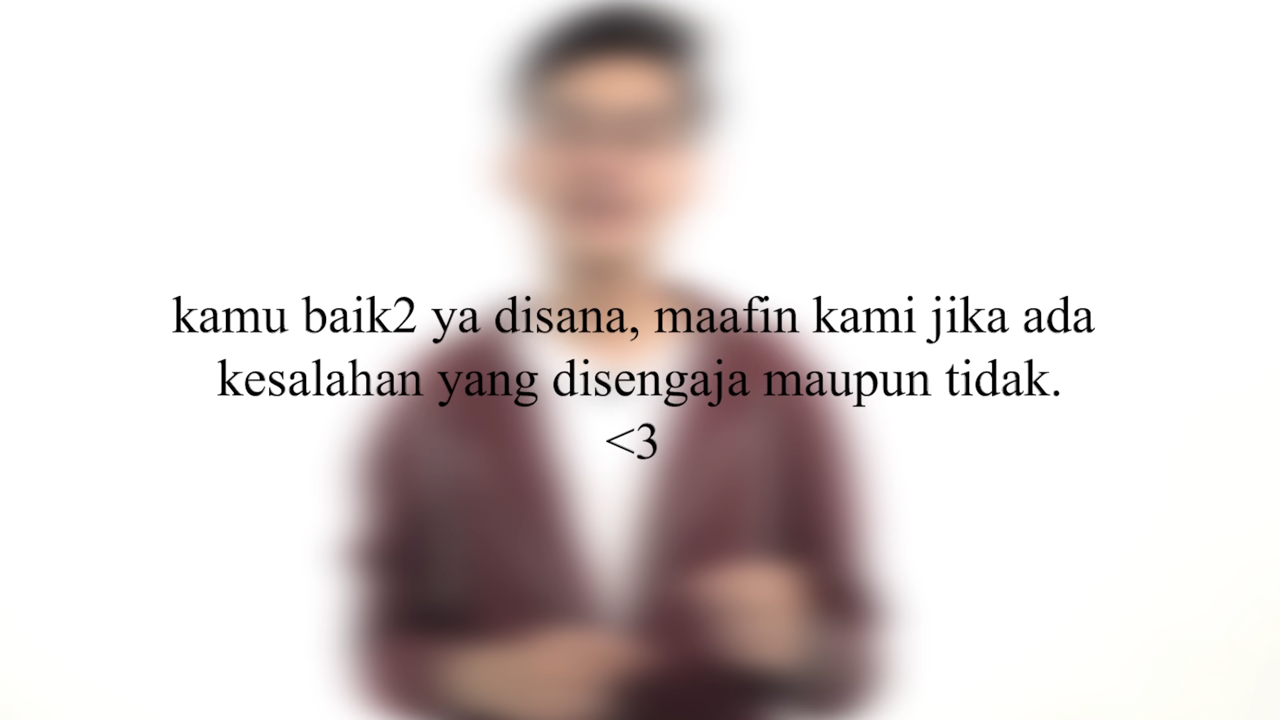 kamu baik2 ya disana, maafin kami jika ada
kesalahan yang disengaja maupun tidak.
<3